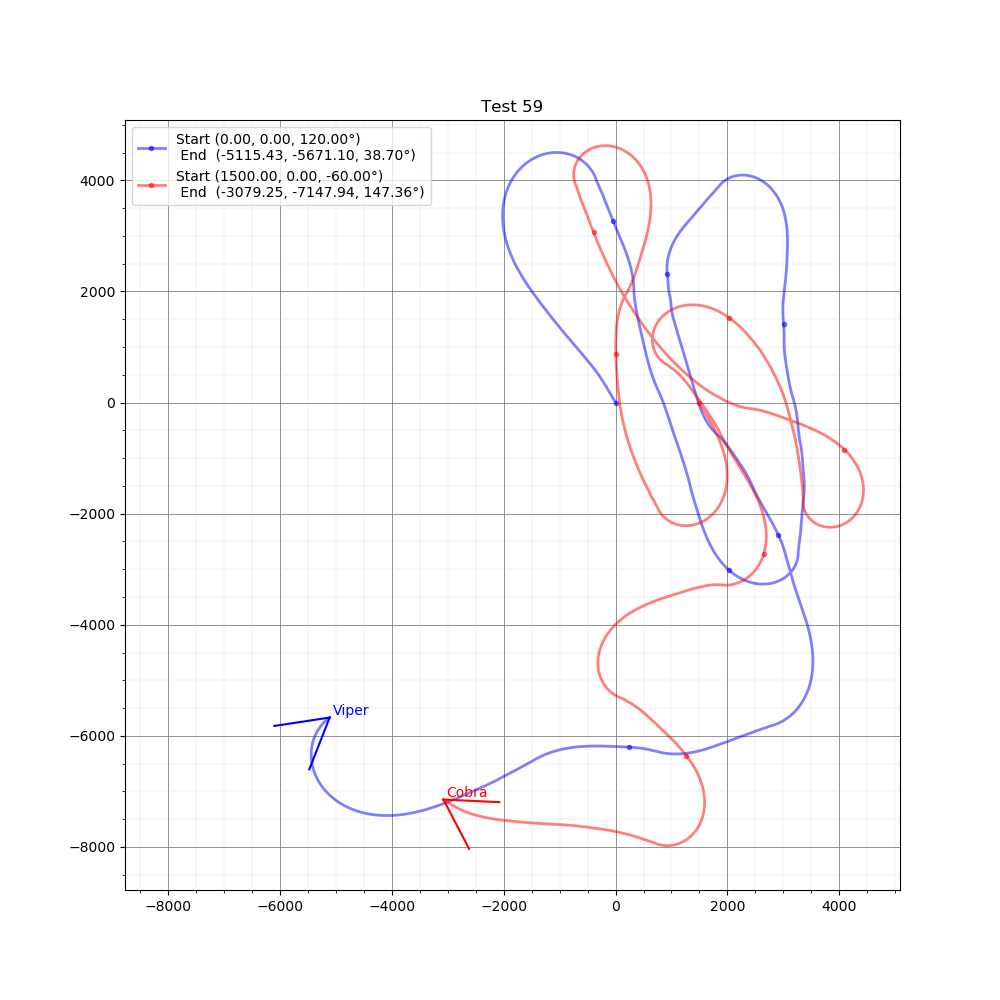 Test 59
Start (0.00, 0.00, 120.00°)
End  (-5115.43, -5671.10, 38.70°)
Start (1500.00, 0.00, -60.00°)
End  (-3079.25, -7147.94, 147.36°)
4000
2000
0
−2000
−4000
−6000
−8000
Viper
Cobra
−8000 −6000 −4000 −2000 0 2000 4000